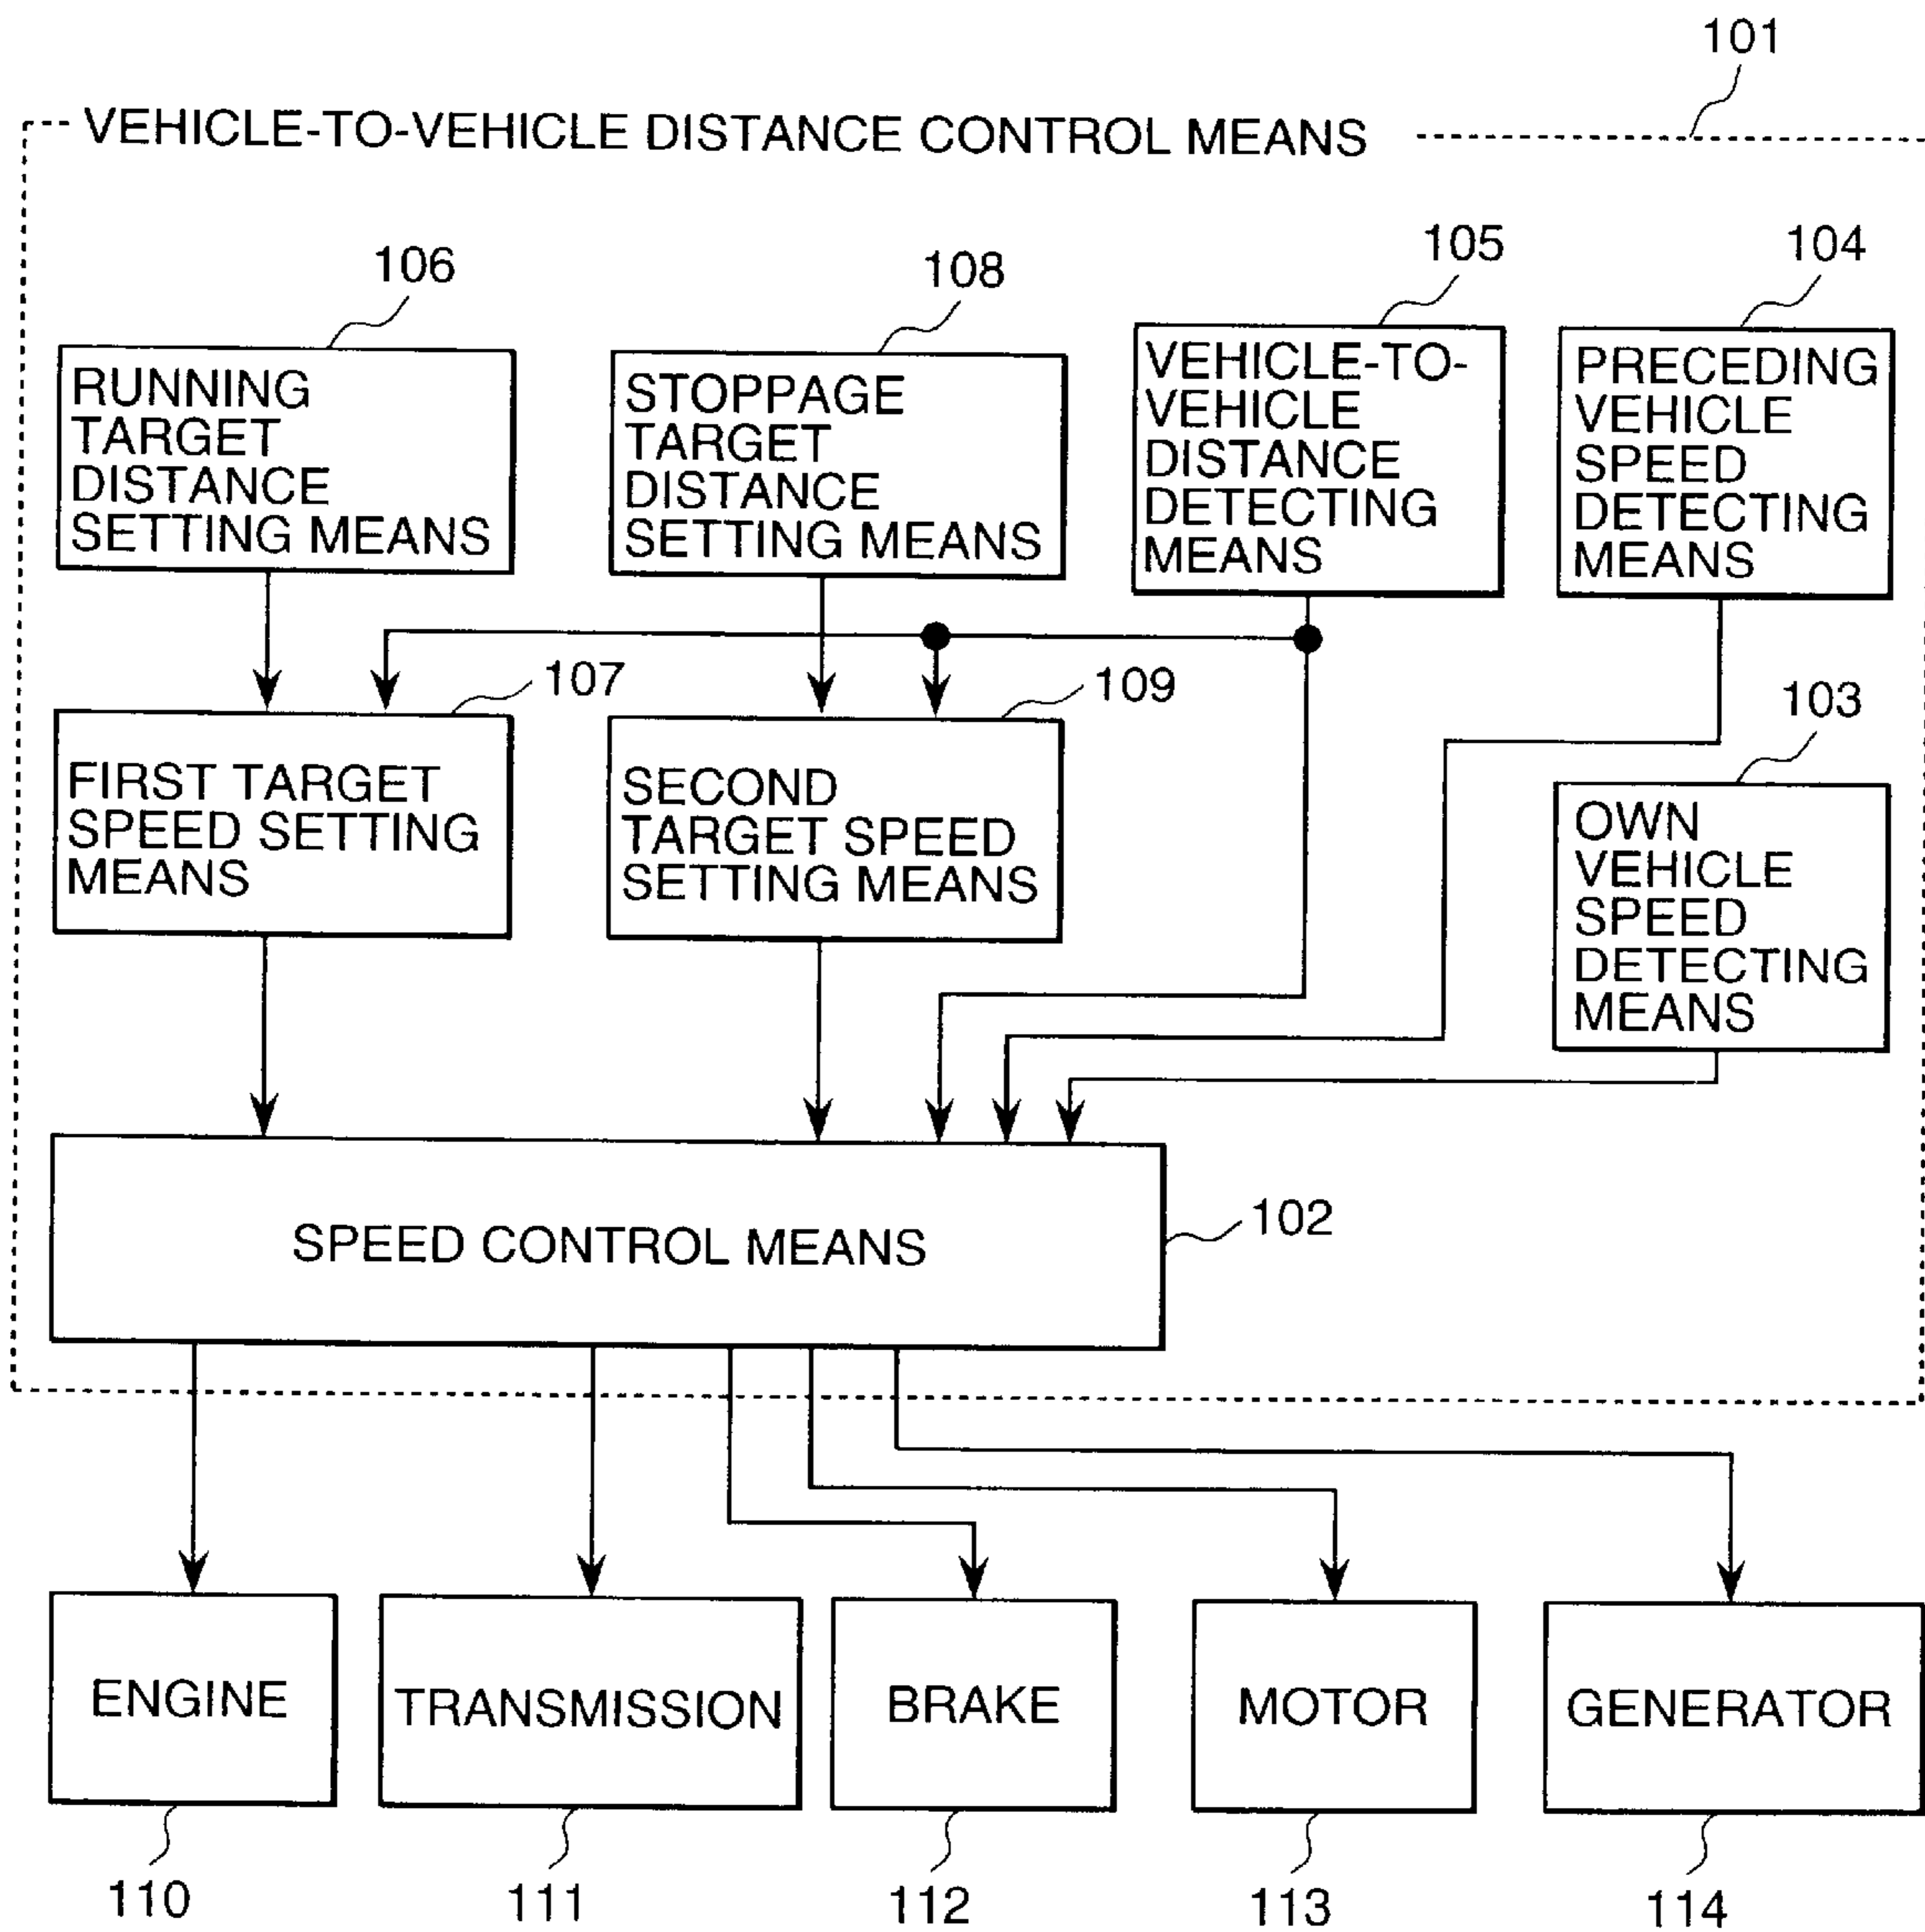 101
VEHICLE-TO-VEHICLE DISTANCE CONTROL MEANS
106
108
105
104
RUNNING
TARGET
DISTANCE
SETTING MEANS
STOPPAGE
TARGET
DISTANCE
SETTING MEANS
VEHICLE-TO-
VEHICLE
DISTANCE
DETECTING
MEANS
PRECEDING
VEHICLE
SPEED
DETECTING
MEANS
107
109
103
FIRST TARGET
SPEED SETTING
MEANS
SECOND
TARGET SPEED
SETTING MEANS
OWN
VEHICLE
SPEED
DETECTING
MEANS
102
SPEED CONTROL MEANS
ENGINE
TRANSMISSION
BRAKE
MOTOR
GENERATOR
110
111
112
113
114